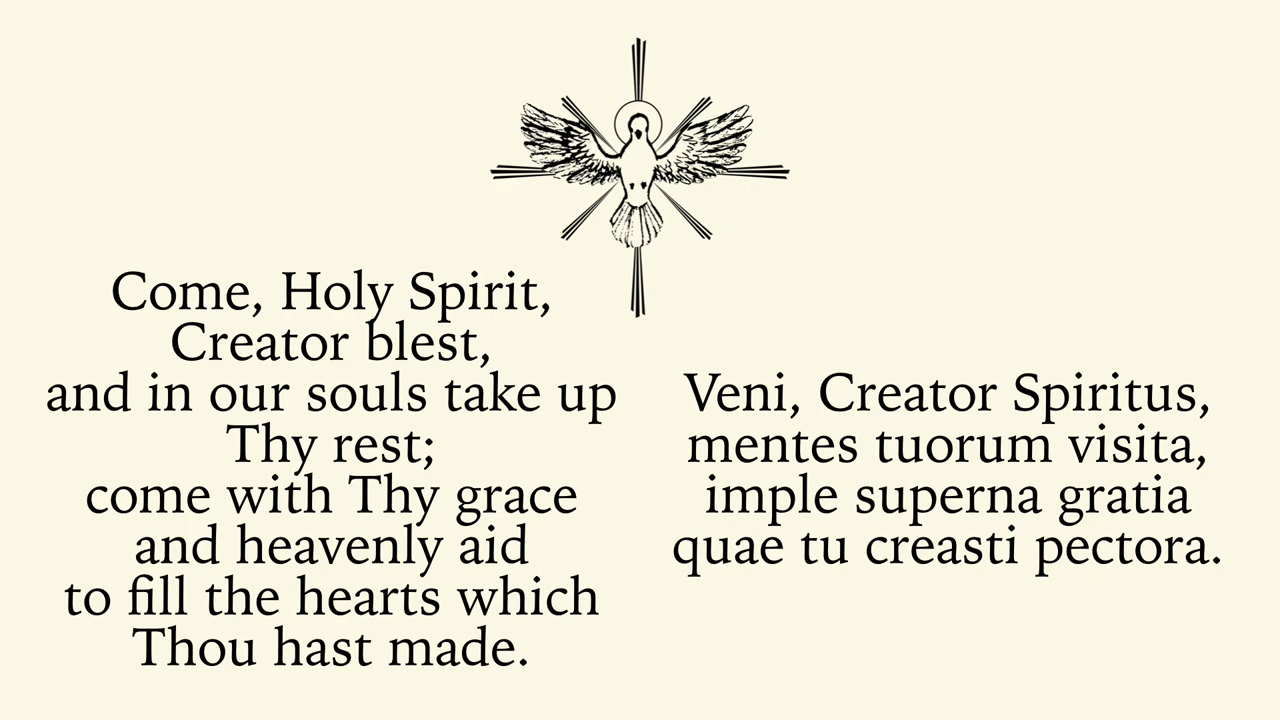 Come, Holy Spirit,
Creator blest,
and in our souls take up
Thy rest;
come with Thy grace
and heavenly aid
to fill the hearts which
Thou hast made.
Veni, Creator Spiritus,
mentes tuorum visita,
imple superna gratia
quae tu creasti pectora.